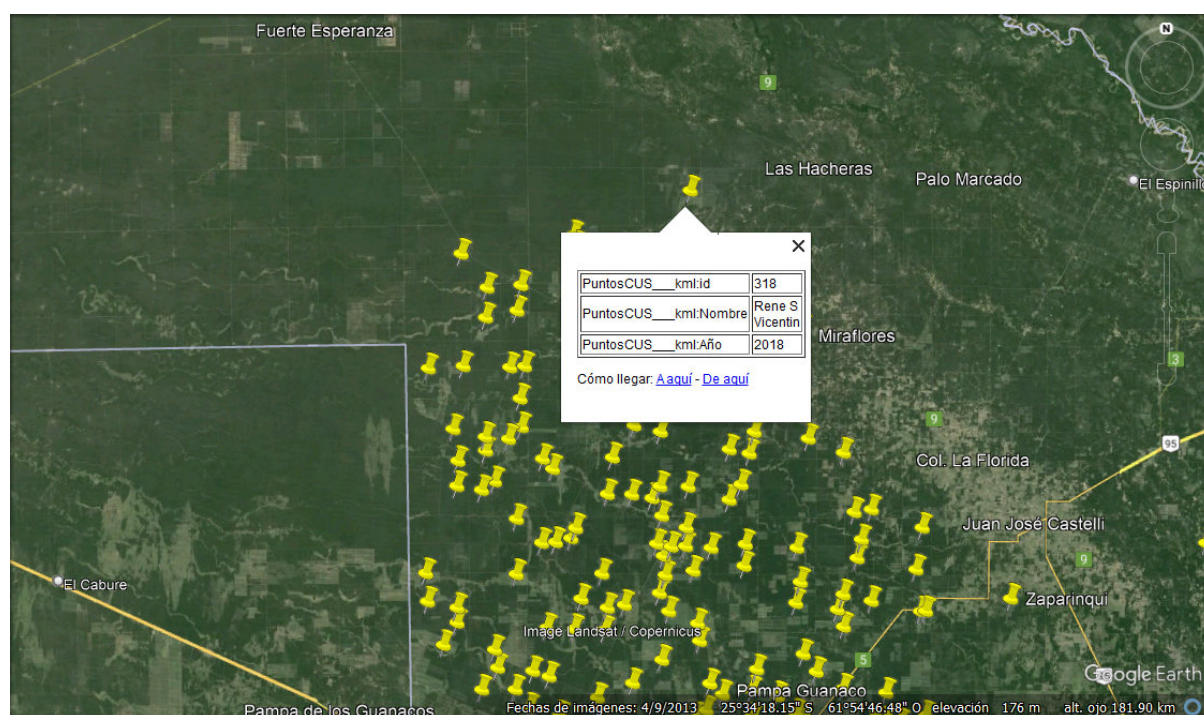 Fuerte Esperanza
N
9
Las Hacheras
Palo Marcado
El Espinillo
PuntosCUS___kml:id 318
PuntosCUS___kml:Nombre Rene S
Vicentin
PuntosCUS___kml:Año 2018
Cómo llegar: A aquí - De aquí
Miraflores
3
9
95
Col. La Florida
Juan José Castelli
9
El Cabure
Zaparinqui
Image Landsat / Copernicus
5
Google Earth
Pampa Guanaco
Pampa de los Guanacos
Fechas de imágenes: 4/9/2013 25°34'18.15" S 61°54'46.48" O elevación 176 m alt. ojo 181.90 km